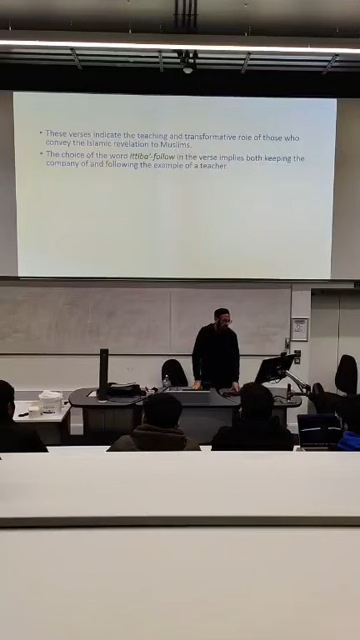 • These verses indicate the teaching and transformative role of those who
convey the Islamic revelation to Muslims.
• The choice of the word Ittiba'-follow in the verse implies both keeping the
company of and following the example of a teacher.